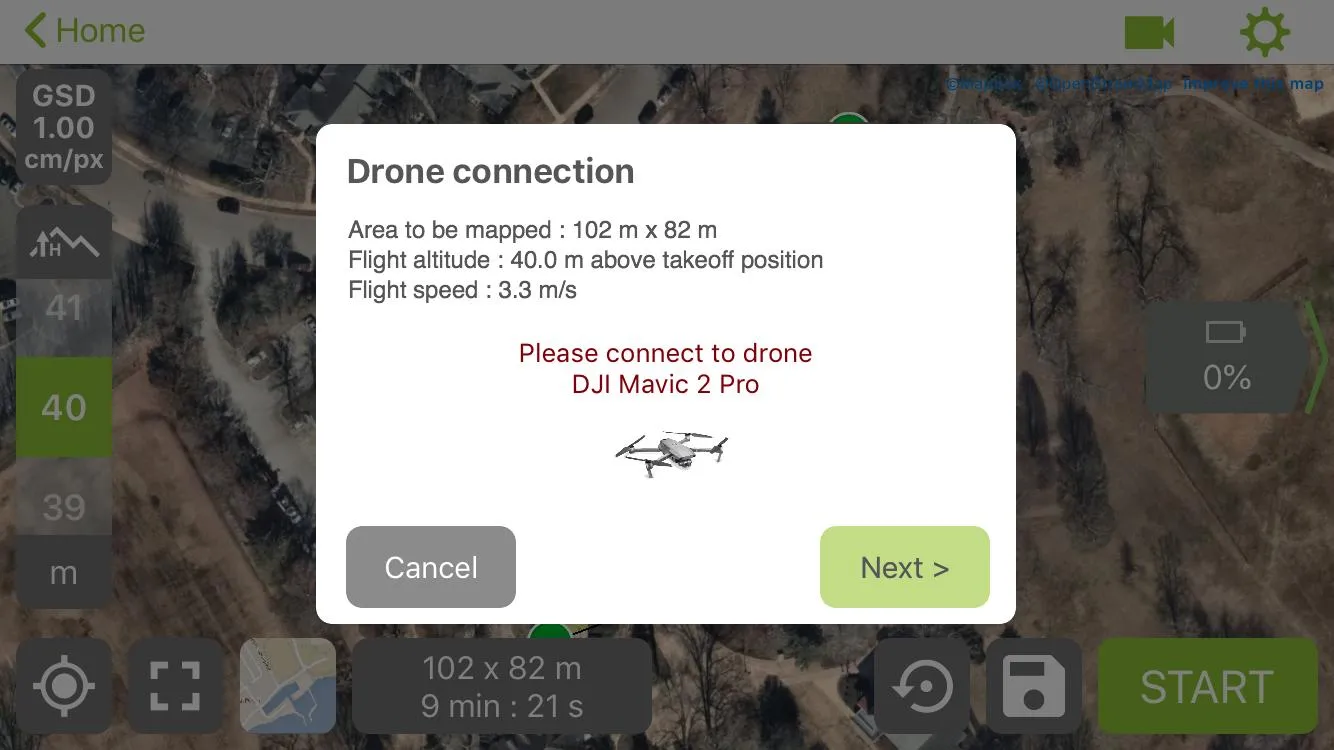 Home
©Mapbox ©OpenStreetMap Improve this map
GSD
1.00
cm/px
H
41
40
39
m
Drone connection
Area to be mapped : 102 m x 82 m
Flight altitude : 40.0 m above takeoff position
Flight speed : 3.3 m/s
Please connect to drone
DJI Mavic 2 Pro
Cancel
Next >
0%
102 x 82 m
9 min : 21 s
START